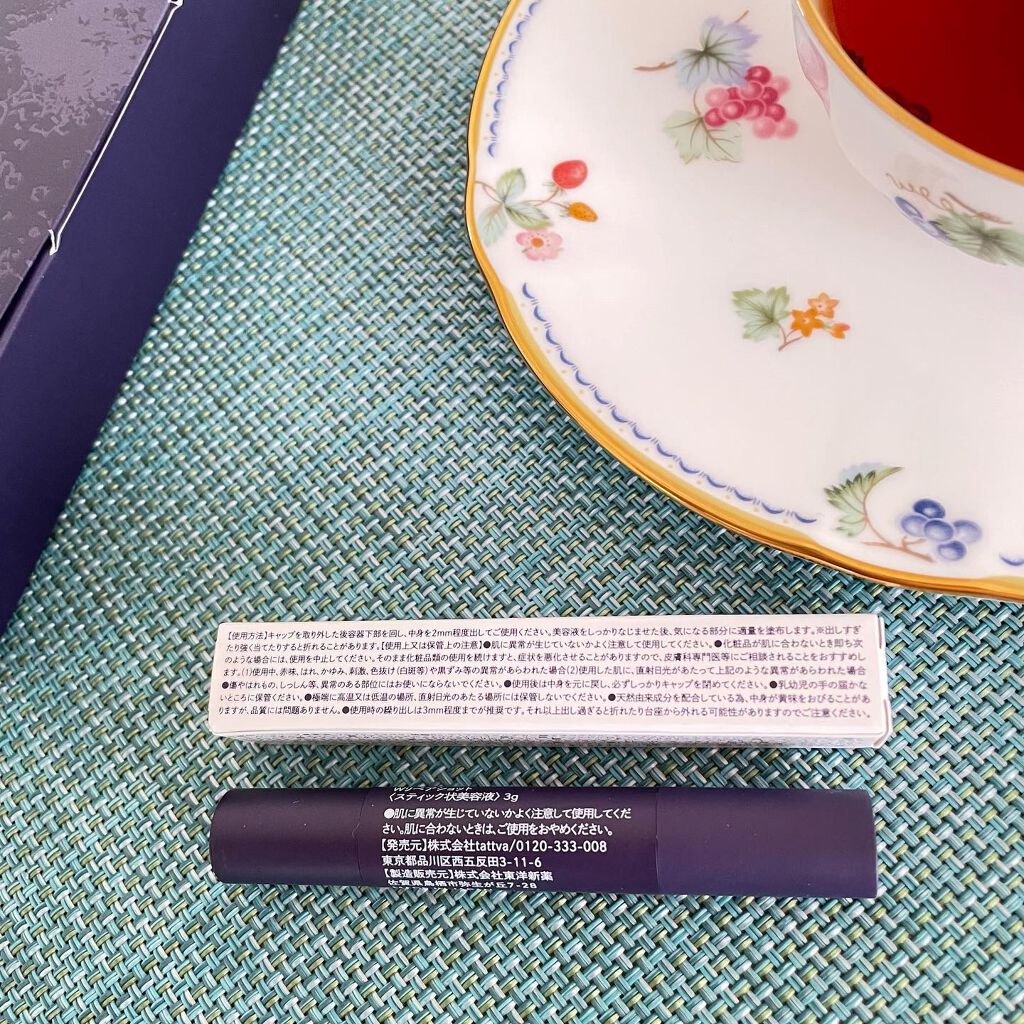 【使用方法】キャップを取り外した後容器下部を回し、中身を2mm程度出してご使用ください。美容液をしっかりなじませた後、気になる部分に適量を塗布します。※出しすぎ
たり強く当てたりすると折れることがあります。【使用上又は保管上の注意】●肌に異常が生じていないかよく注意して使用してください。●化粧品が肌に合わないとき即ち次
のような場合には、使用を中止してください。そのまま化粧品類の使用を続けますと、症状を悪化させることがありますので、皮膚科専門医等にご相談されることをおすすめし
ます。(1)使用中、赤味、はれ、かゆみ、刺激、色抜け(白斑等)や黒ずみ等の異常があらわれた場合(2)使用した肌に、直射日光があたって上記のような異常があらわれた場合
●傷やはれもの、しっしん等、異常のある部位にはお使いにならないでください。●使用後は中身を元に戻し、必ずしっかりキャップを閉めてください。●乳幼児の手の届かな
いところに保管ください。●極端に高温又は低温の場所、直射日光のあたる場所には保管しないでください。●天然由来成分を配合している為、中身が黄味をおびることがあ
りますが、品質には問題ありません。●使用時の繰り出しは3mm程度までが推奨です。それ以上出し過ぎると折れたり台座から外れる可能性がありますのでご注意ください。
〈スティック状美容液〉3g
●肌に異常が生じていないかよく注意して使用してくだ
さい。肌に合わないときは、ご使用をおやめください。
【発売元】株式会社tattva/0120-333-008
東京都品川区西五反田3-11-6
【製造販売元】株式会社東洋新薬
佐賀県鳥栖市弥生が丘7-28